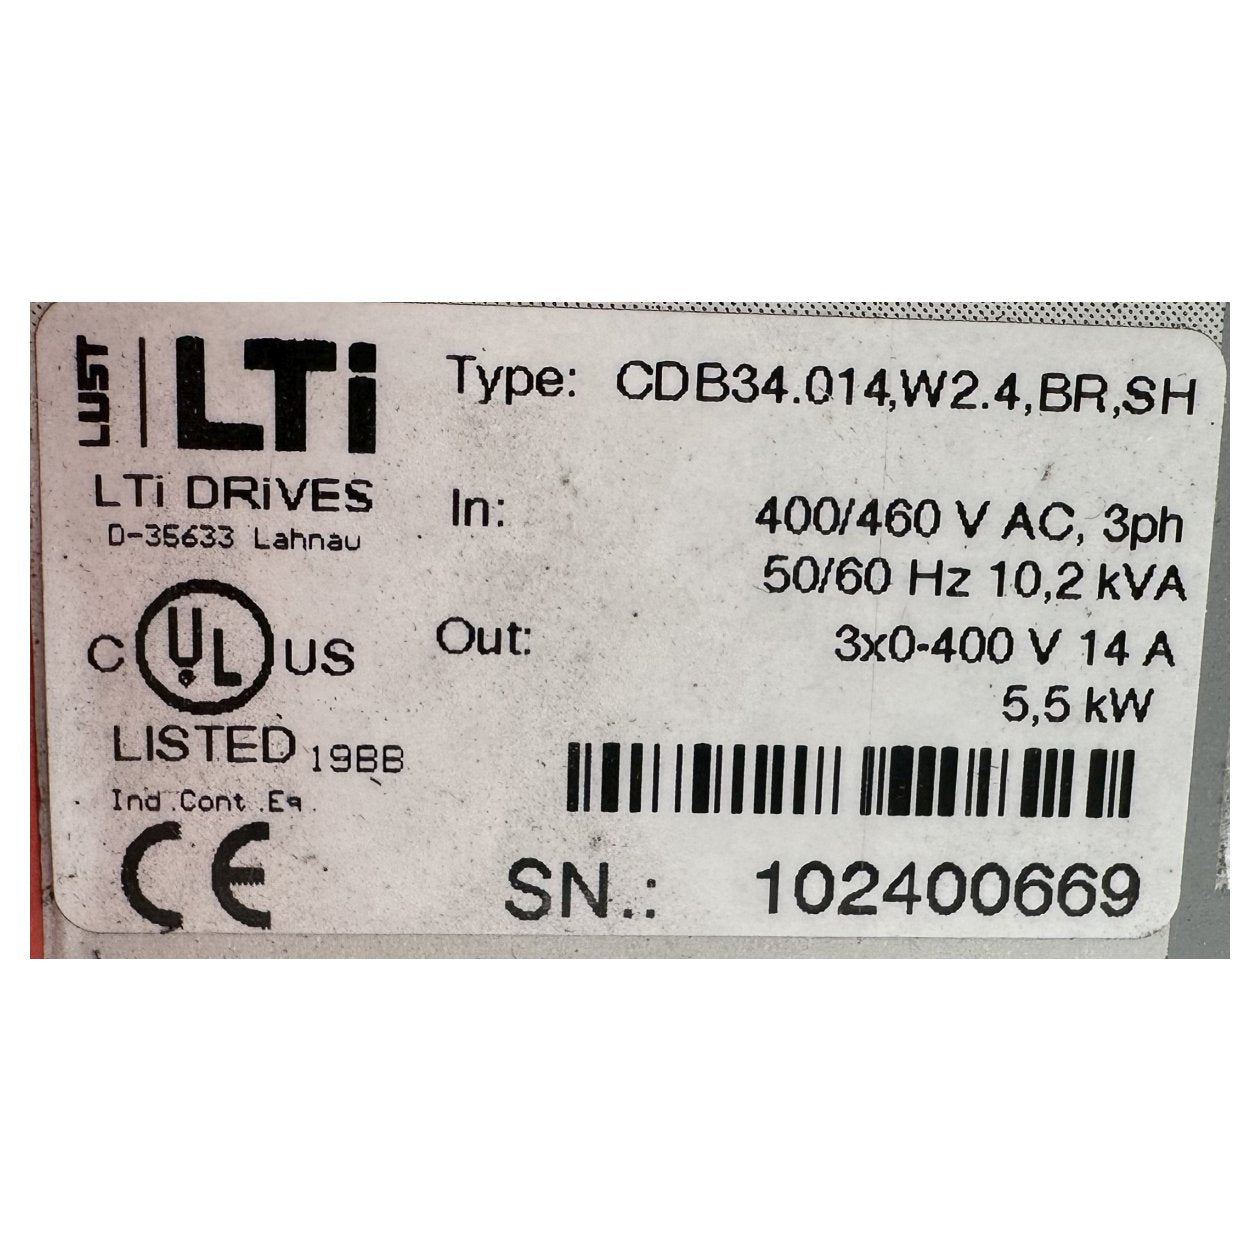 LUST LTi
LTi DRiVES
D-35633 Lahnau
C UL US
LISTED 19BB
Ind.Cont.Eq.
CE
Type: CDB34.014,W2.4,BR,SH
In: 400/460 V AC, 3ph
50/60 Hz 10,2 kVA
Out: 3x0-400 V 14 A
5,5 kW
SN.: 102400669